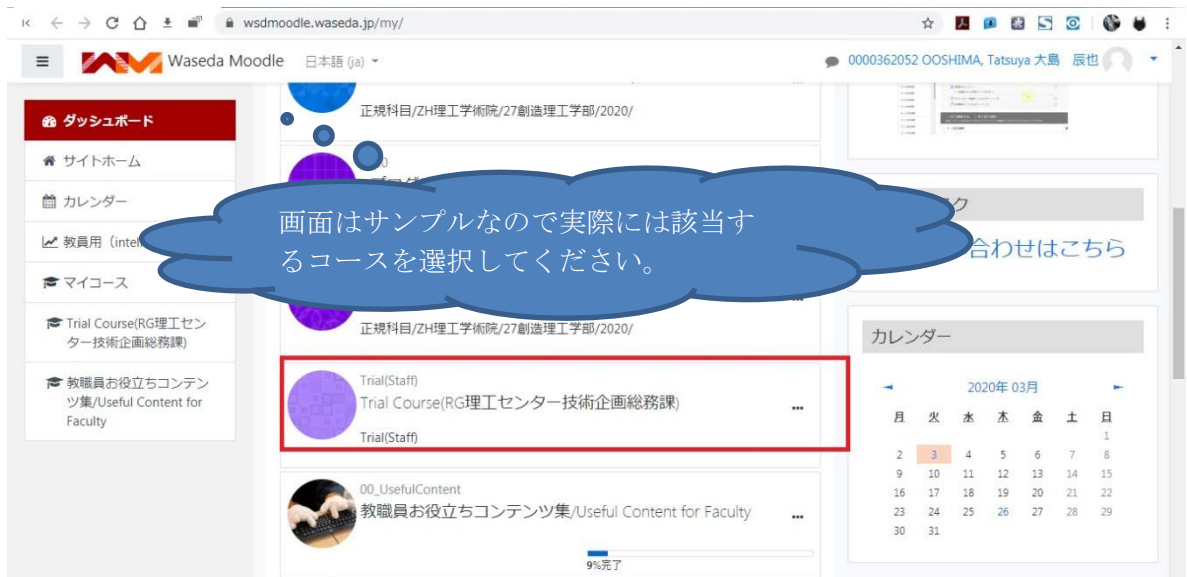 wsdmoodle.waseda.jp/my/
Waseda Moodle 日本語 (ja)
0000362052 OOSHIMA, Tatsuya 大島 辰也
ダッシュボード
サイトホーム
カレンダー
教員用（inte
マイコース
Trial Course(RG理工セン
ター技術企画総務課)
教職員お役立ちコンテン
ツ集/Useful Content for
Faculty
正規科目/ZH理工学術院/27創造理工学部/2020/
画面はサンプルなので実際には該当す
るコースを選択してください。
正規科目/ZH理工学術院/27創造理工学部/2020/
Trial(Staff)
Trial Course(RG理工センター技術企画総務課)
Trial(Staff)
00_UsefulContent
教職員お役立ちコンテンツ集/Useful Content for Faculty
9%完了
ク
合わせはこちら
カレンダー
2020年 03月
月 火 水 木 金 土 日
1
2 3 4 5 6 7 8
9 10 11 12 13 14 15
16 17 18 19 20 21 22
23 24 25 26 27 28 29
30 31